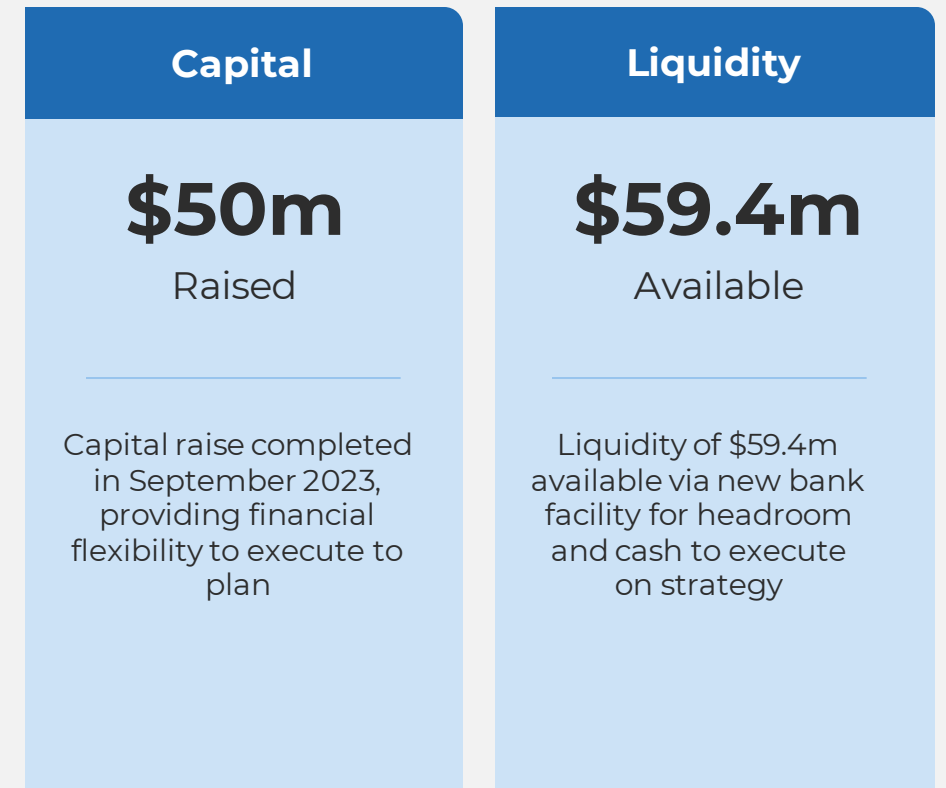 Capital
$50m
Raised
Capital raise completed
in September 2023,
providing financial
flexibility to execute to
plan
Liquidity
$59.4m
Available
Liquidity of $59.4m
available via new bank
facility for headroom
and cash to execute
on strategy